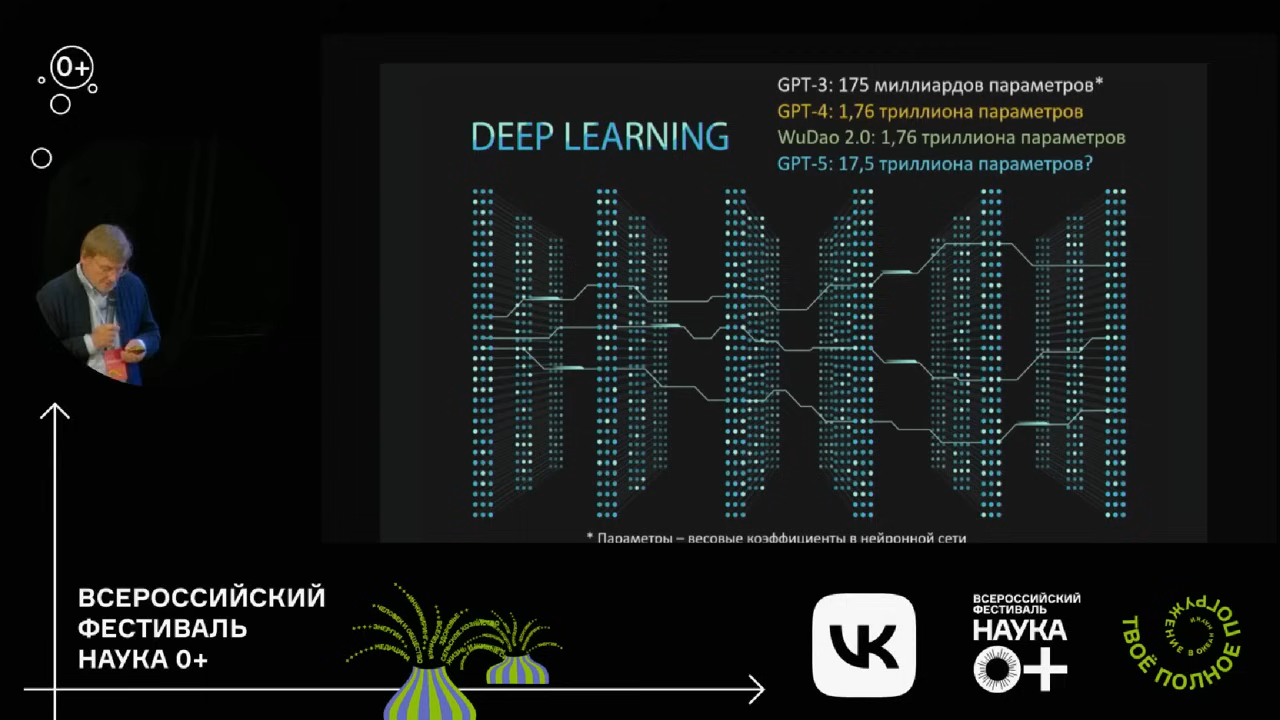 0+
GPT-3: 175 миллиардов параметров*
GPT-4: 1,76 триллиона параметров
WuDao 2.0: 1,76 триллиона параметров
GPT-5: 17,5 триллиона параметров?
DEEP LEARNING
* Параметры – весовые коэффициенты в нейронной сети
ВСЕРОССИЙСКИЙ
ФЕСТИВАЛЬ
НАУКА 0+
VK
ВСЕРОССИЙСКИЙ
ФЕСТИВАЛЬ
НАУКА
0+
ТВОЁ ПОЛНОЕ ПОГРУЖЕНИЕ